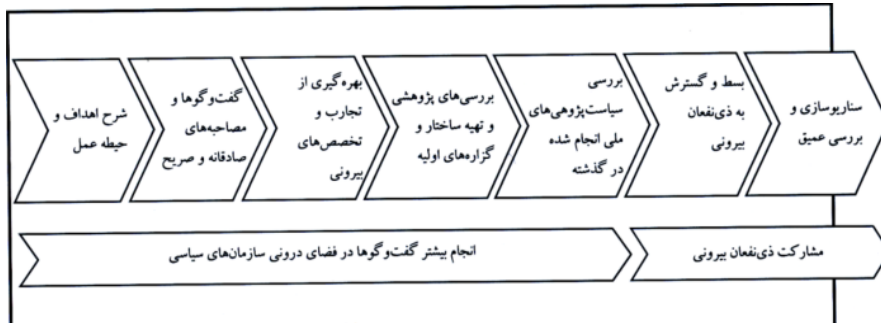 شرح اهداف و
حیطه عمل
گفت‌وگوها و
مصاحبه‌های
صادقانه و صریح
بهره‌گیری از
تجارب و
تخصص‌های
بیرونی
بررسی‌های پژوهشی
و تهیه ساختار و
گزاره‌های اولیه
بررسی
سیاست‌پژوهی‌های
ملی انجام شده
در گذشته
بسط و گسترش
به ذی‌نفعان
بیرونی
سناریوسازی و
بررسی عمیق
انجام بیشتر گفت‌وگوها در فضای درونی سازمان‌های سیاسی
مشارکت ذی‌نفعان بیرونی